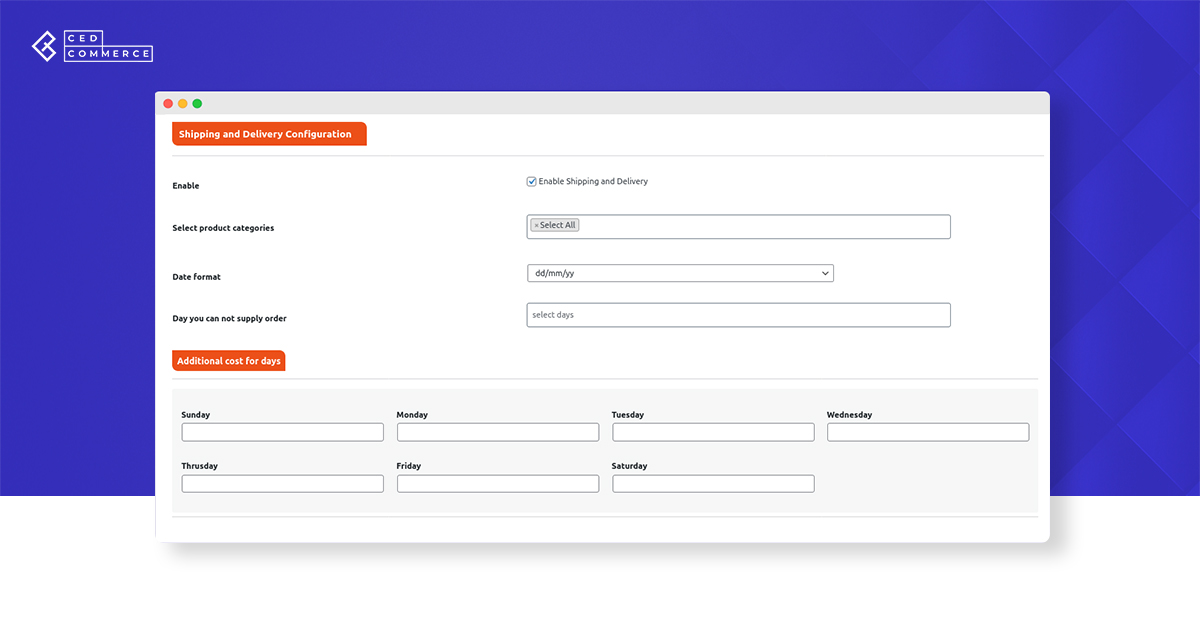 CED
COMMERCE
Shipping and Delivery Configuration
Enable
Enable Shipping and Delivery
Select product categories
×Select All
Date format
dd/mm/yy
Day you can not supply order
select days
Additional cost for days
Sunday Monday Tuesday Wednesday
Thrusday Friday Saturday